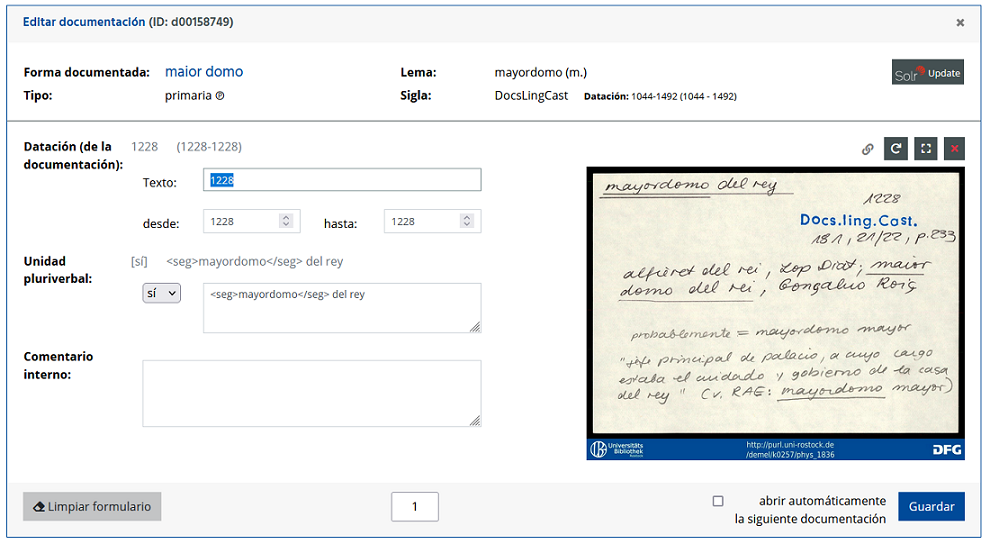 Editar documentación (ID: d00158749)
Forma documentada: maior domo Lema: mayordomo (m.) Solr Update
Tipo: primaria ℗ Sigla: DocsLingCast Datación: 1044-1492 (1044 - 1492)
Datación (de la documentación): 1228 (1228-1228)
Texto: 1228
desde: 1228 hasta: 1228
Unidad pluriverbal: [sí] <seg>mayordomo</seg> del rey
sí <seg>mayordomo</seg> del rey
Comentario interno:
mayordomo del rey
1228
Docs.ling.Cast.
181, 21/22, p.233
alfièret del rei, Lop Diat; maior
domo del rei, Gonçaluo Roiç
probablemente = mayordomo mayor
"jefe principal de palacio, a cuyo cargo
estaba el cuidado y gobierno de la casa
del rey" (v. RAE: mayordomo mayor)
Universitäts Bibliothek Rostock
http://purl.uni-rostock.de
/demel/k0257/phys_1836
DFG
Limpiar formulario 1 abrir automáticamente
la siguiente documentación Guardar